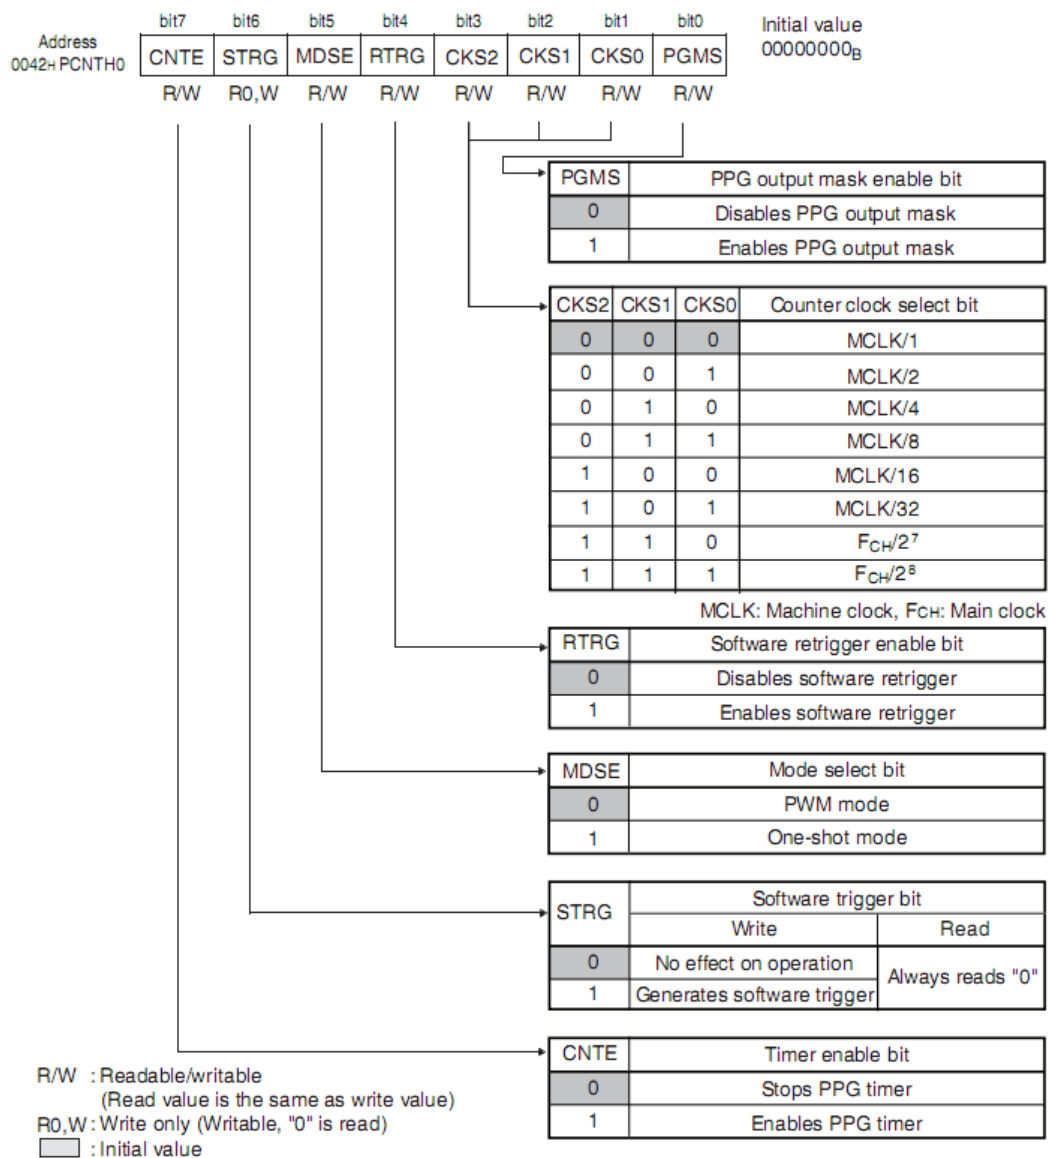 bit7 bit6 bit5 bit4 bit3 bit2 bit1 bit0 Initial value
Address
0042H PCNTH0 CNTE STRG MDSE RTRG CKS2 CKS1 CKS0 PGMS 00000000B
R/W R0,W R/W R/W R/W R/W R/W R/W
PGMS PPG output mask enable bit
0 Disables PPG output mask
1 Enables PPG output mask
CKS2 CKS1 CKS0 Counter clock select bit
0 0 0 MCLK/1
0 0 1 MCLK/2
0 1 0 MCLK/4
0 1 1 MCLK/8
1 0 0 MCLK/16
1 0 1 MCLK/32
1 1 0 FCH/2⁷
1 1 1 FCH/2⁸
MCLK: Machine clock, FCH: Main clock
RTRG Software retrigger enable bit
0 Disables software retrigger
1 Enables software retrigger
MDSE Mode select bit
0 PWM mode
1 One-shot mode
STRG Software trigger bit
Write Read
0 No effect on operation Always reads "0"
1 Generates software trigger
CNTE Timer enable bit
0 Stops PPG timer
1 Enables PPG timer
R/W : Readable/writable
(Read value is the same as write value)
R0,W : Write only (Writable, "0" is read)
: Initial value